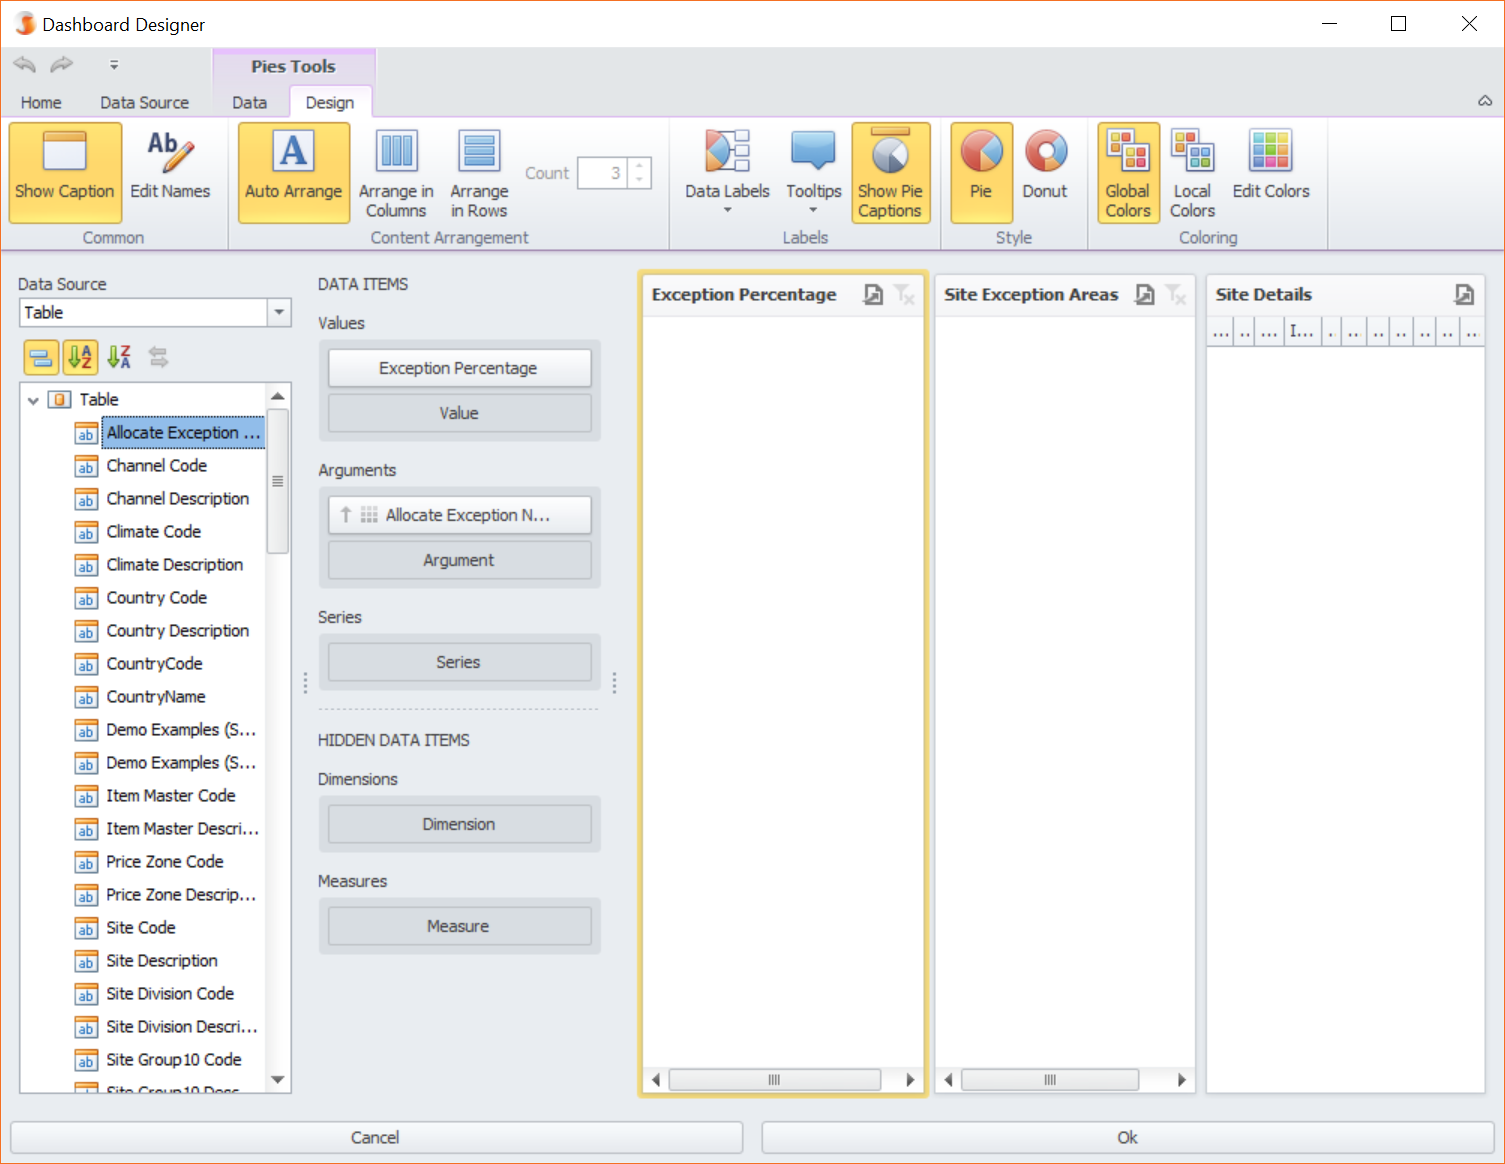 Dashboard Designer
Pies Tools
Home
Data Source
Data
Design
Show Caption
Edit Names
Auto Arrange
Arrange in
Columns
Arrange
in Rows
Count
3
Data Labels
Tooltips
Show Pie
Captions
Pie
Donut
Global
Colors
Local
Colors
Edit Colors
Common
Content Arrangement
Labels
Style
Coloring
Data Source
Table
Table
Allocate Exception ...
Channel Code
Channel Description
Climate Code
Climate Description
Country Code
Country Description
CountryCode
CountryName
Demo Examples (S...
Demo Examples (S...
Item Master Code
Item Master Descri...
Price Zone Code
Price Zone Descrip...
Site Code
Site Description
Site Division Code
Site Division Descri...
Site Group10 Code
Site Group10 Desc
DATA ITEMS
Values
Exception Percentage
Value
Arguments
Allocate Exception N...
Argument
Series
Series
HIDDEN DATA ITEMS
Dimensions
Dimension
Measures
Measure
Exception Percentage
Site Exception Areas
Site Details
... .. ... I... .. ... .. .. .. .. ...
Cancel
Ok